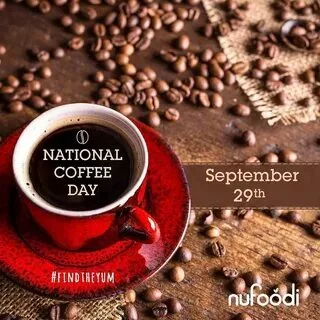 NATIONAL
COFFEE
DAY
September
29th
#FINDTHEYUM
nufoodi